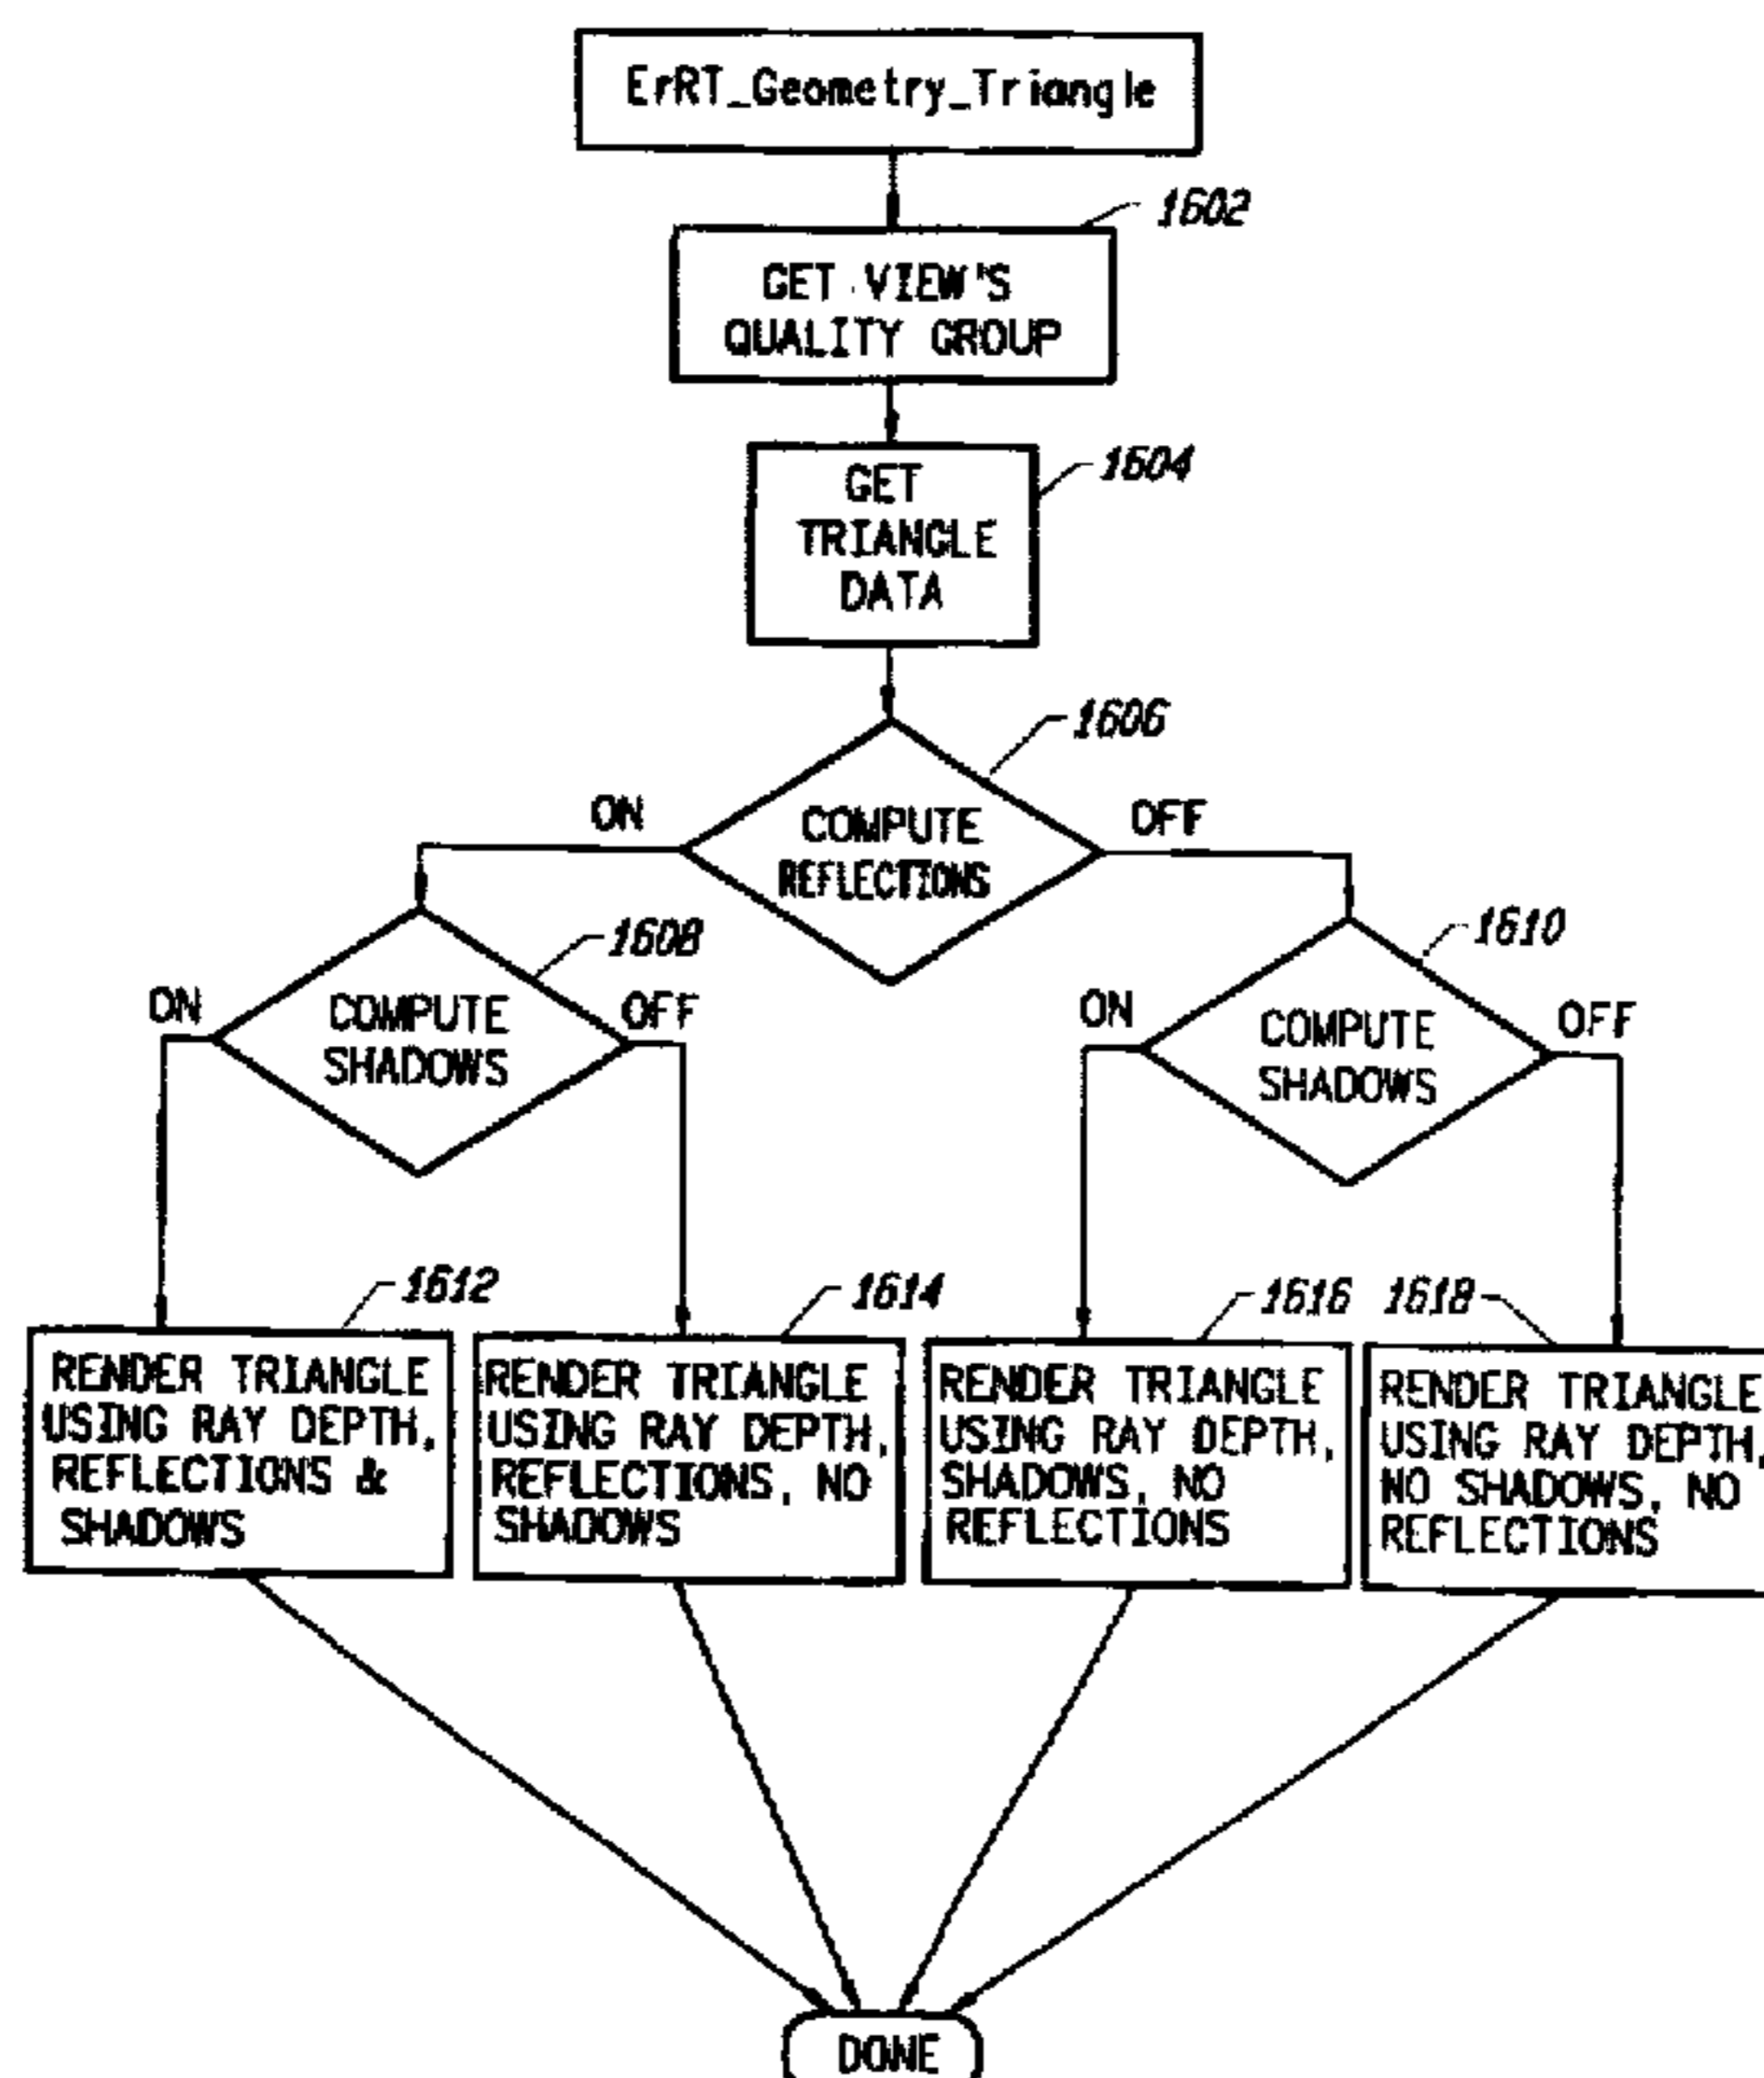 ErRT_Geometry_Triangle
1602
GET VIEW'S
QUALITY GROUP
1604
GET
TRIANGLE
DATA
1606
ON
COMPUTE
REFLECTIONS
OFF
1608
1610
ON
COMPUTE
SHADOWS
OFF
ON
COMPUTE
SHADOWS
OFF
1612
1614
1616
1618
RENDER TRIANGLE
USING RAY DEPTH,
REFLECTIONS &
SHADOWS
RENDER TRIANGLE
USING RAY DEPTH,
REFLECTIONS, NO
SHADOWS
RENDER TRIANGLE
USING RAY DEPTH,
SHADOWS, NO
REFLECTIONS
RENDER TRIANGLE
USING RAY DEPTH,
NO SHADOWS, NO
REFLECTIONS
DONE